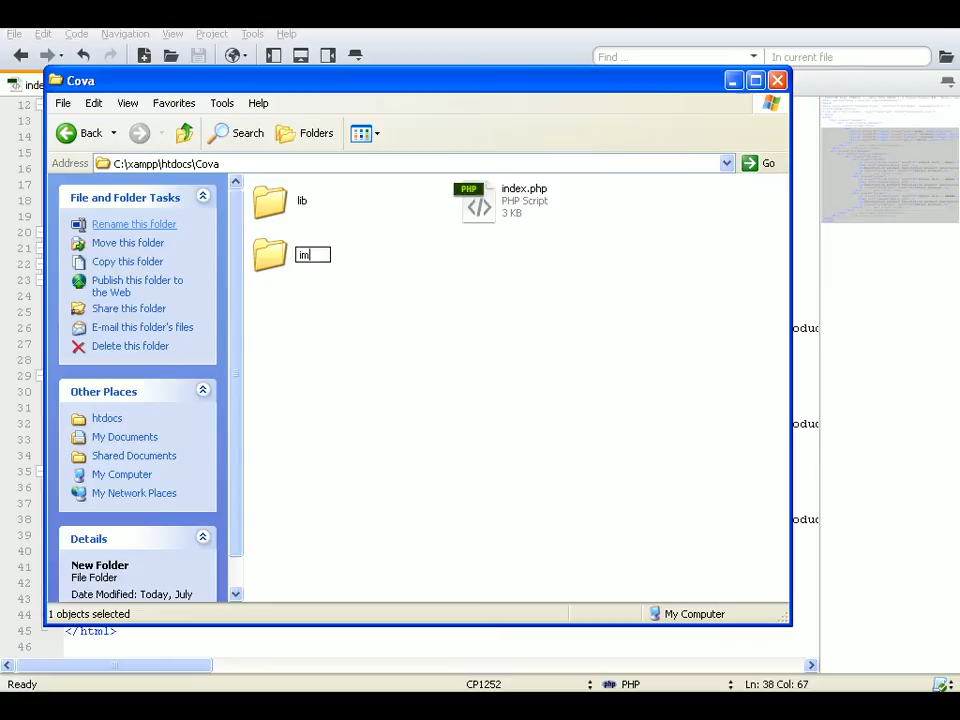 File Edit Code Navigation View Project Tools Help
Find ... In current file
Cova
File Edit View Favorites Tools Help
Back Search Folders
Address C:\xampp\htdocs\Cova Go
File and Folder Tasks
Rename this folder
Move this folder
Copy this folder
Publish this folder to
the Web
Share this folder
E-mail this folder's files
Delete this folder
Other Places
htdocs
My Documents
Shared Documents
My Computer
My Network Places
Details
New Folder
File Folder
Date Modified: Today, July
lib
PHP
index.php
PHP Script
3 KB
im
1 objects selected
My Computer
12
13
14
15
16
17
18
19
20
21
22
23
24
25
26
27
28
29
30
31
32
33
34
35
36
37
38
39
40
41
42
43
44
45 </html>
46
Ready CP1252 PHP Ln: 38 Col: 67